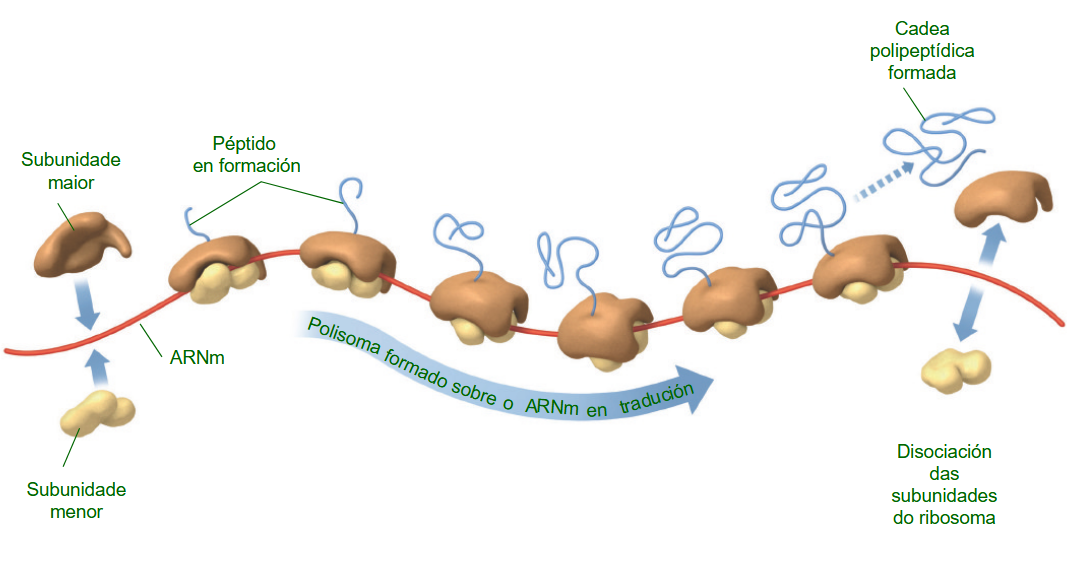 Cadea
polipeptídica
formada
Péptido
en formación
Subunidade
maior
ARNm
Polisoma formado sobre o ARNm en tradución
Subunidade
menor
Disociación
das
subunidades
do ribosoma